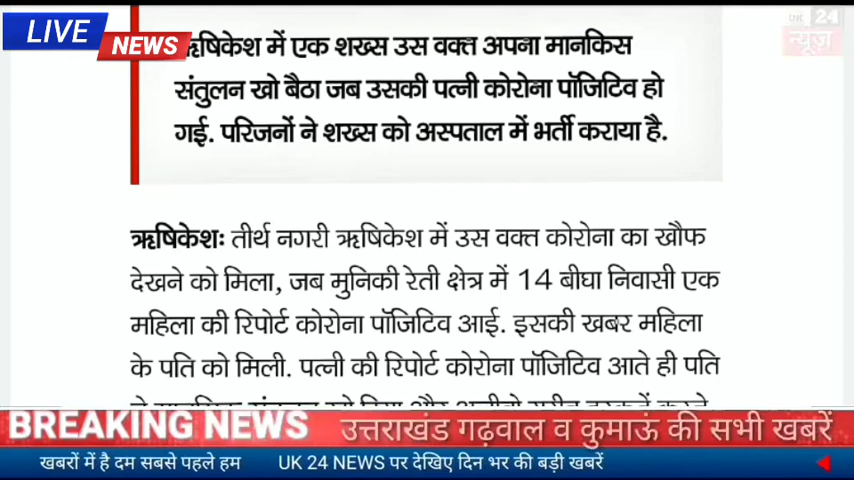 LIVE
NEWS
UK 24
न्यूज़
ऋषिकेश में एक शख्स उस वक्त अपना मानकिस
संतुलन खो बैठा जब उसकी पत्नी कोरोना पॉजिटिव हो
गई. परिजनों ने शख्स को अस्पताल में भर्ती कराया है.
ऋषिकेशः तीर्थ नगरी ऋषिकेश में उस वक्त कोरोना का खौफ
देखने को मिला, जब मुनिकी रेती क्षेत्र में 14 बीघा निवासी एक
महिला की रिपोर्ट कोरोना पॉजिटिव आई. इसकी खबर महिला
के पति को मिली. पत्नी की रिपोर्ट कोरोना पॉजिटिव आते ही पति
BREAKING NEWS
उत्तराखंड गढ़वाल व कुमाऊं की सभी खबरें
खबरों में है दम सबसे पहले हम
UK 24 NEWS पर देखिए दिन भर की बड़ी खबरें